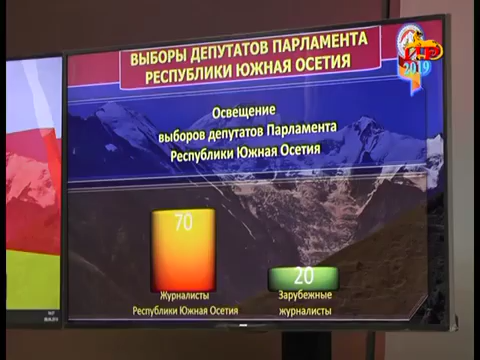 ВЫБОРЫ ДЕПУТАТОВ ПАРЛАМЕНТА
РЕСПУБЛИКИ ЮЖНАЯ ОСЕТИЯ
2019
Освещение
выборов депутатов Парламента
Республики Южная Осетия
70
20
Журналисты
Республики Южная Осетия
Зарубежные
журналисты